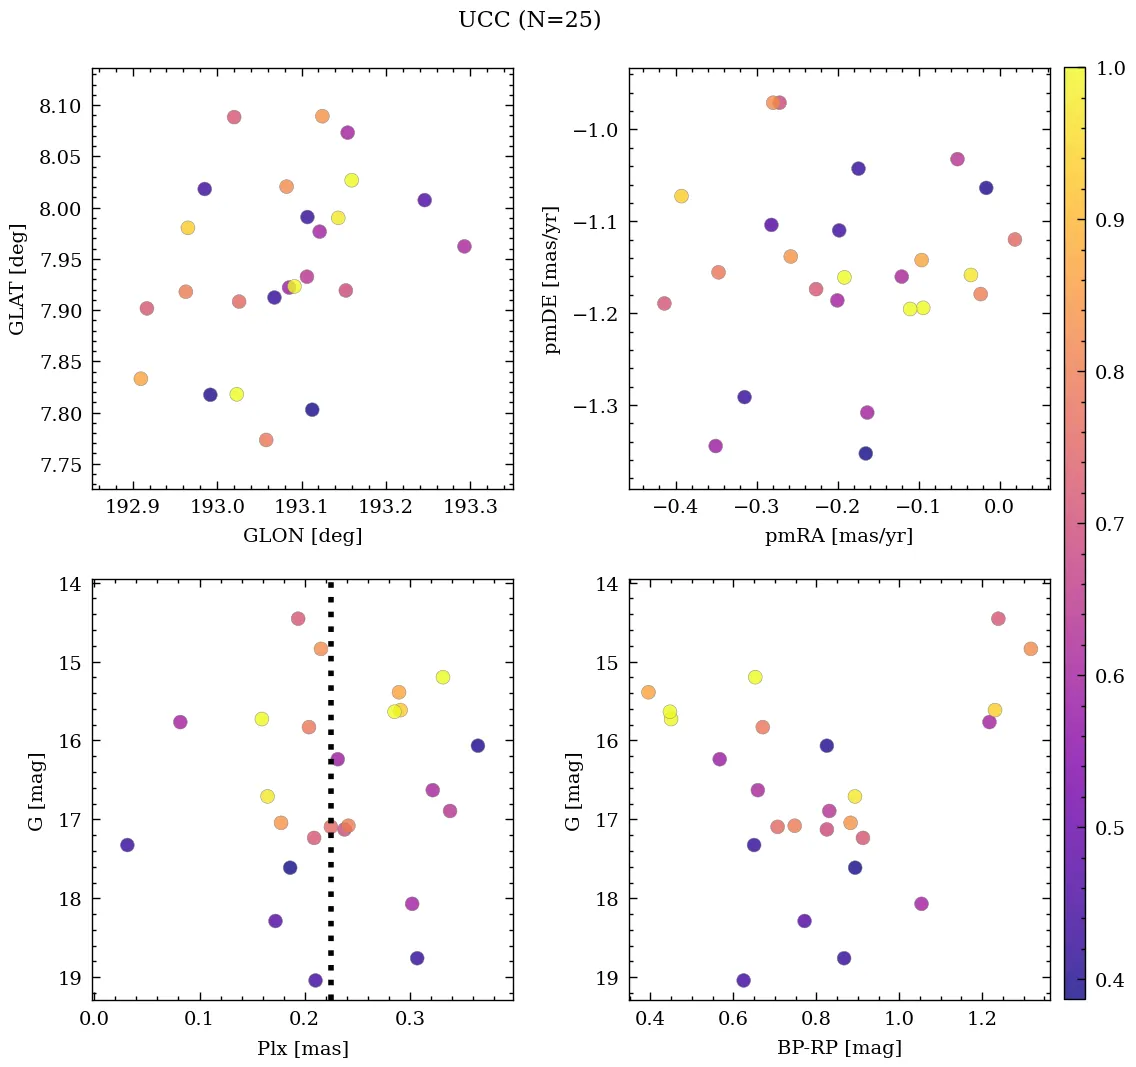 UCC (N=25)
8.10
8.05
8.00
7.95
7.90
7.85
7.80
7.75
GLAT [deg]
192.9 193.0 193.1 193.2 193.3
GLON [deg]
−1.0
−1.1
−1.2
−1.3
pmDE [mas/yr]
−0.4 −0.3 −0.2 −0.1 0.0
pmRA [mas/yr]
1.0
0.9
0.8
0.7
0.6
0.5
0.4
14
15
16
17
18
19
G [mag]
0.0 0.1 0.2 0.3
Plx [mas]
14
15
16
17
18
19
G [mag]
0.4 0.6 0.8 1.0 1.2
BP-RP [mag]